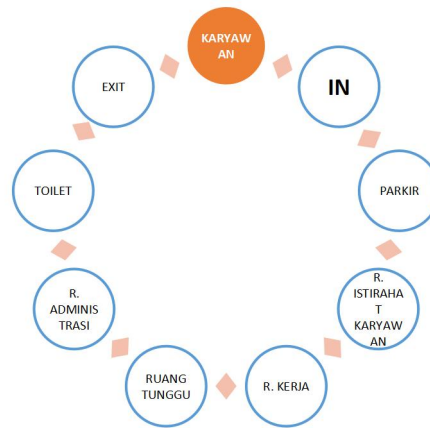 KARYAW
AN
IN
PARKIR
R.
ISTIRAHA
T
KARYAW
AN
R. KERJA
RUANG
TUNGGU
R.
ADMINIS
TRASI
TOILET
EXIT